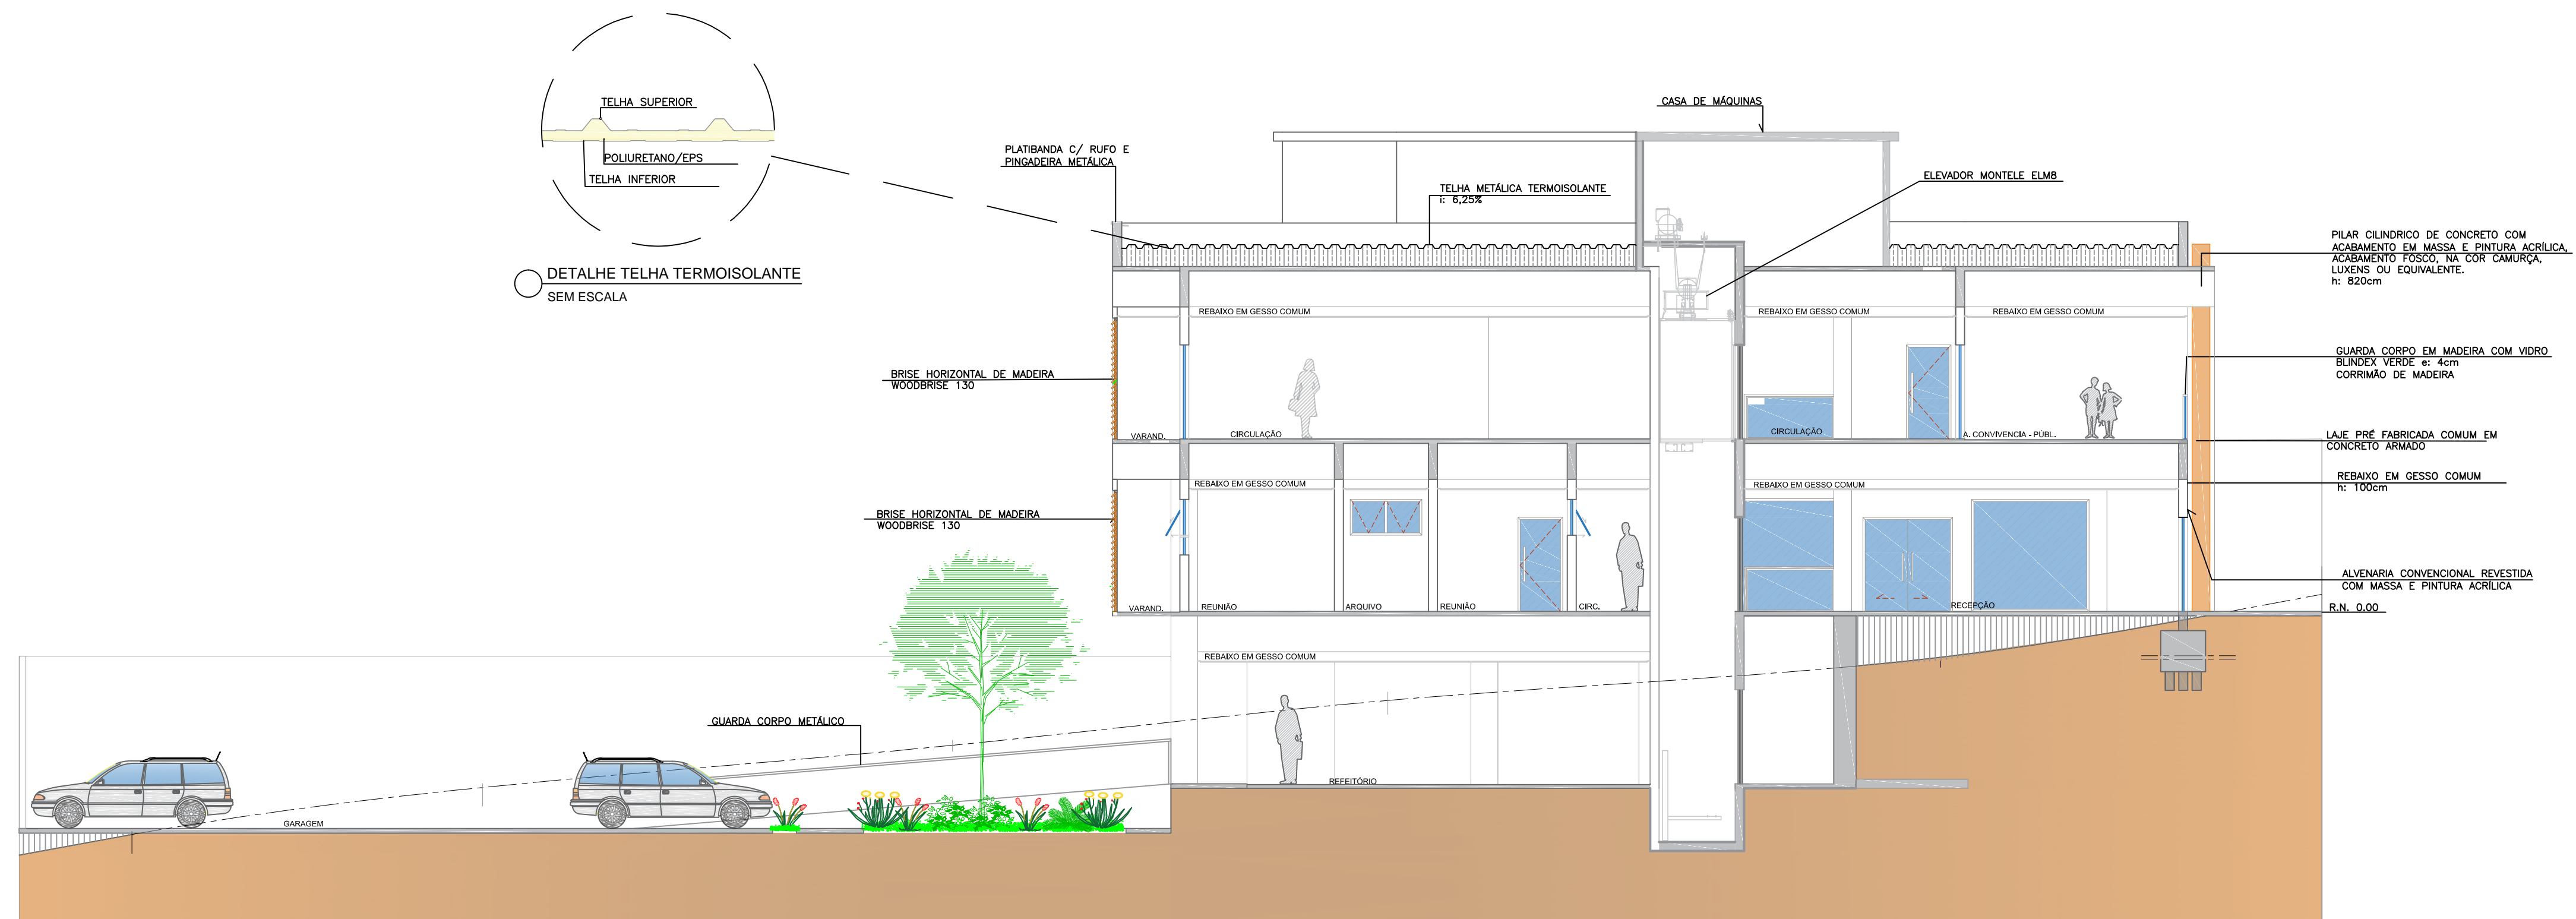 TELHA SUPERIOR
POLIURETANO/EPS
TELHA INFERIOR
DETALHE TELHA TERMOISOLANTE
SEM ESCALA
PLATIBANDA C/ RUFO E
PINGADEIRA METÁLICA
CASA DE MÁQUINAS
TELHA METÁLICA TERMOISOLANTE
i: 6,25%
ELEVADOR MONTELE ELM8
PILAR CILINDRICO DE CONCRETO COM
ACABAMENTO EM MASSA E PINTURA ACRÍLICA,
ACABAMENTO FOSCO, NA COR CAMURÇA,
LUXENS OU EQUIVALENTE.
h: 820cm
REBAIXO EM GESSO COMUM
REBAIXO EM GESSO COMUM
REBAIXO EM GESSO COMUM
GUARDA CORPO EM MADEIRA COM VIDRO
BLINDEX VERDE e: 4cm
CORRIMÃO DE MADEIRA
BRISE HORIZONTAL DE MADEIRA
WOODBRISE 130
VARAND.
CIRCULAÇÃO
CIRCULAÇÃO
A. CONVIVENCIA - PÚBL.
LAJE PRÉ FABRICADA COMUM EM
CONCRETO ARMADO
REBAIXO EM GESSO COMUM
REBAIXO EM GESSO COMUM
REBAIXO EM GESSO COMUM
h: 100cm
BRISE HORIZONTAL DE MADEIRA
WOODBRISE 130
ALVENARIA CONVENCIONAL REVESTIDA
COM MASSA E PINTURA ACRÍLICA
VARAND.
REUNIÃO
ARQUIVO
REUNIÃO
CIRC.
RECEPÇÃO
R.N. 0.00
REBAIXO EM GESSO COMUM
GUARDA CORPO METÁLICO
REFEITÓRIO
GARAGEM